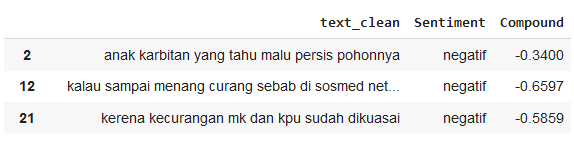 text_clean Sentiment Compound
2 anak karbitan yang tahu malu persis pohonnya negatif -0.3400
12 kalau sampai menang curang sebab di sosmed net... negatif -0.6597
21 kerena kecurangan mk dan kpu sudah dikuasai negatif -0.5859